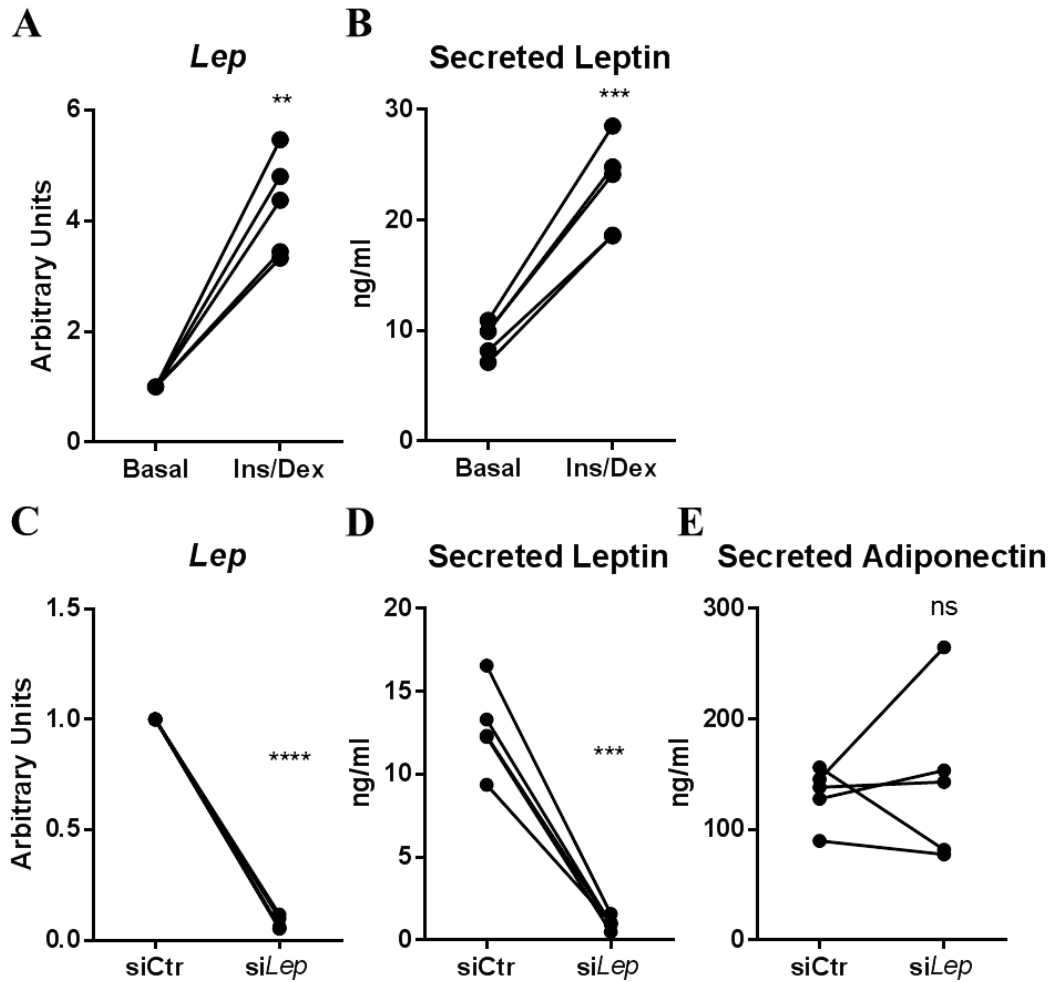 A
Lep
**
Arbitrary Units
6
4
2
0
Basal Ins/Dex
B
Secreted Leptin
***
ng/ml
30
20
10
0
Basal Ins/Dex
C
Lep
****
Arbitrary Units
1.5
1.0
0.5
0.0
siCtr siLep
D
Secreted Leptin
***
ng/ml
20
15
10
5
0
siCtr siLep
E
Secreted Adiponectin
ns
ng/ml
300
200
100
0
siCtr siLep